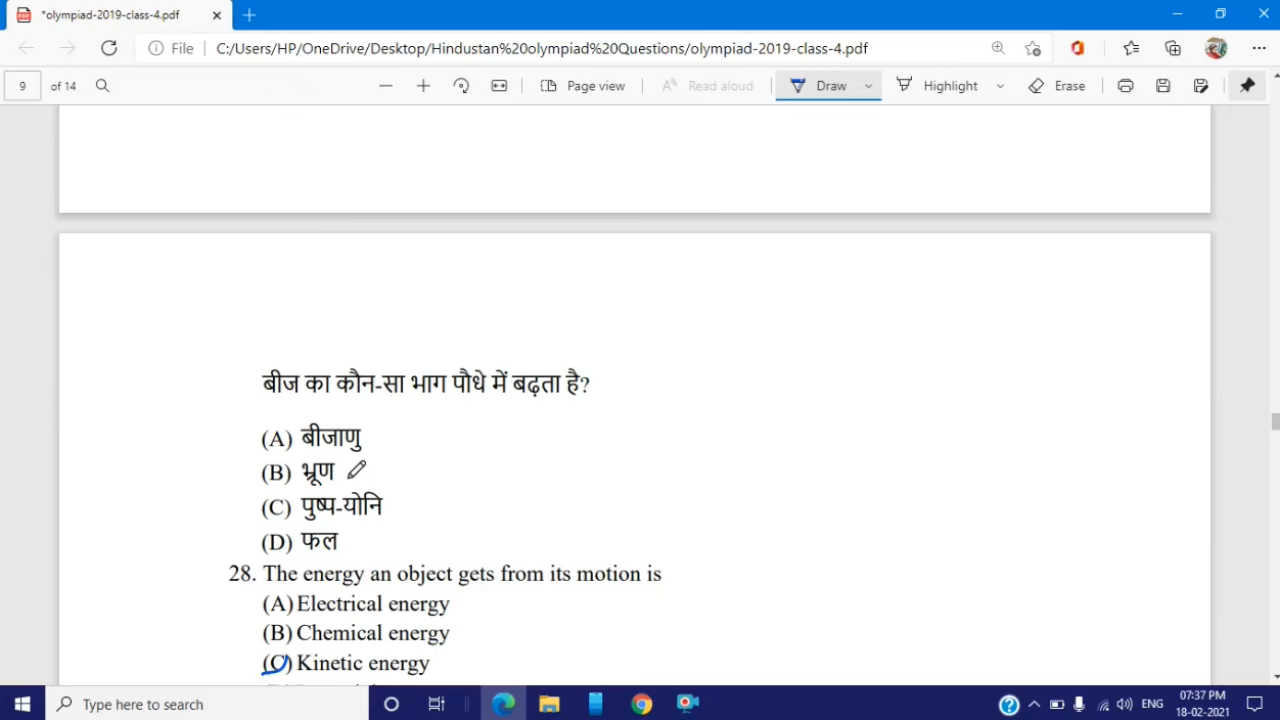 *olympiad-2019-class-4.pdf
File C:/Users/HP/OneDrive/Desktop/Hindustan%20olympiad%20Questions/olympiad-2019-class-4.pdf
9 of 14 Page view Read aloud Draw Highlight Erase
बीज का कौन-सा भाग पौधे में बढ़ता है?
(A) बीजाणु
(B) भ्रूण
(C) पुष्प-योनि
(D) फल
28. The energy an object gets from its motion is
(A) Electrical energy
(B) Chemical energy
(C) Kinetic energy
Type here to search ENG 07:37 PM
18-02-2021